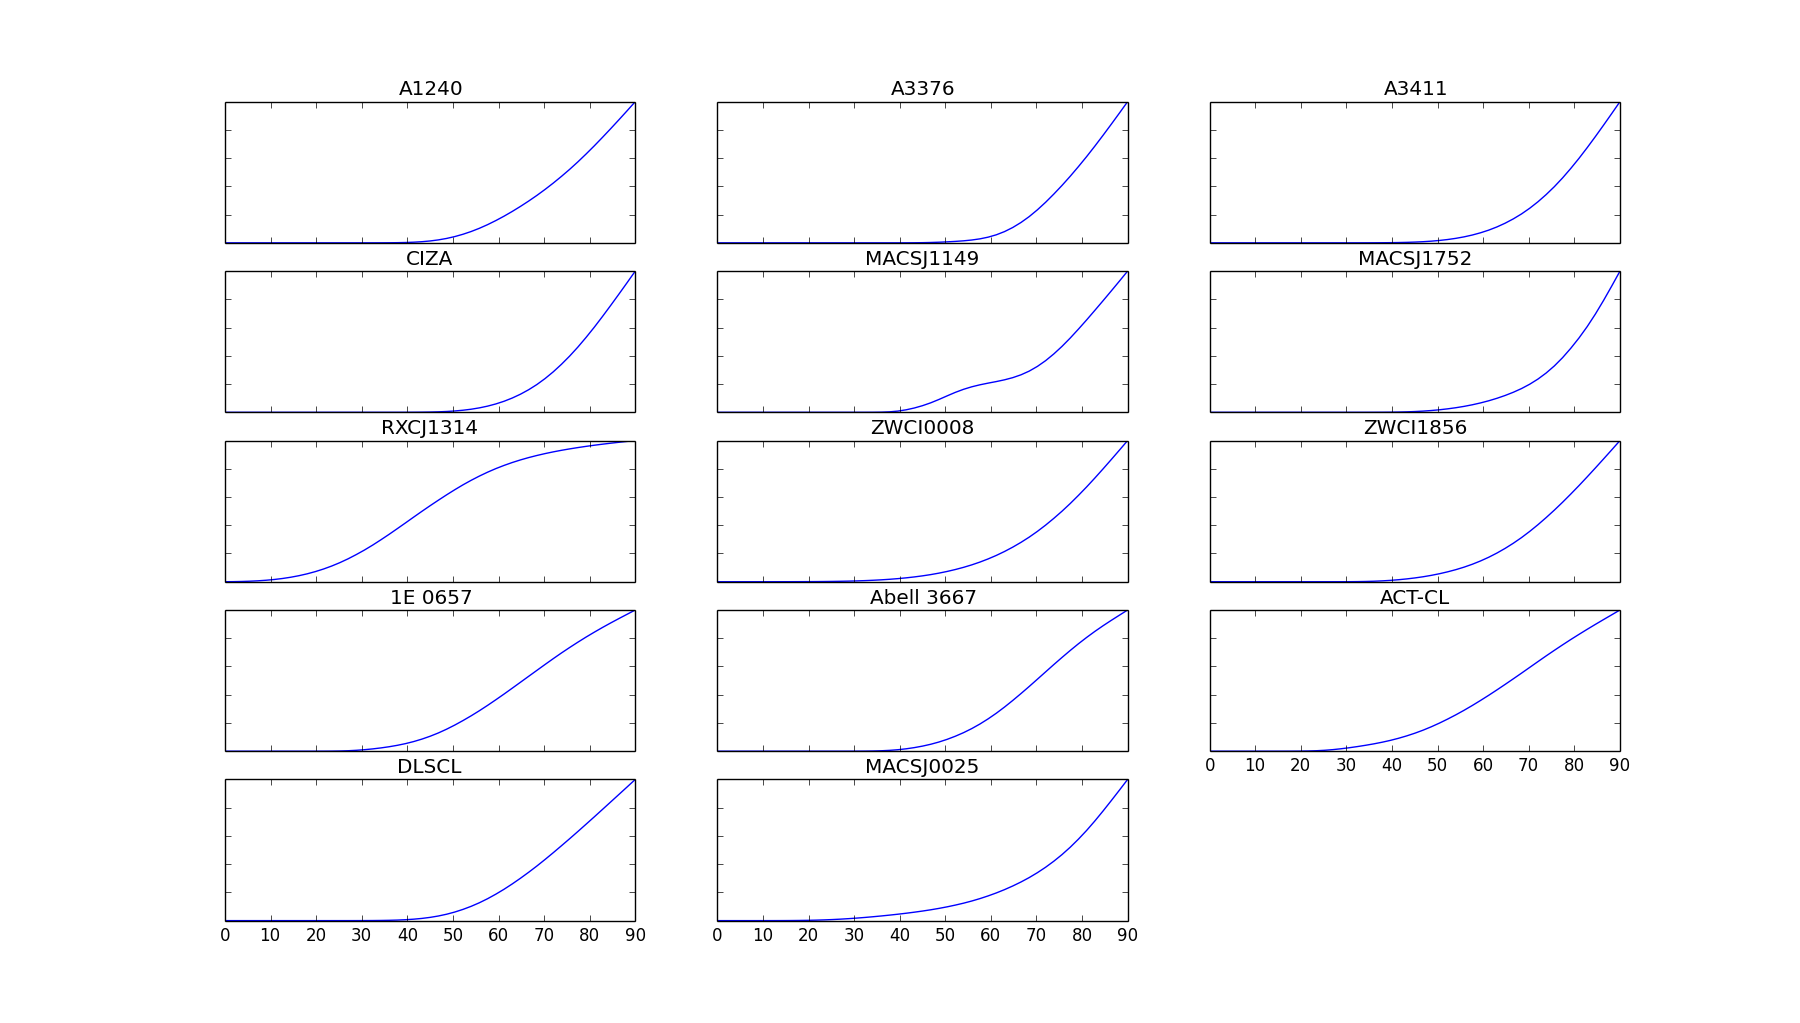 A1240 A3376 A3411
CIZA MACSJ1149 MACSJ1752
RXCJ1314 ZWCI0008 ZWCI1856
1E 0657 Abell 3667 ACT-CL
0 10 20 30 40 50 60 70 80 90
DLSCL MACSJ0025
0 10 20 30 40 50 60 70 80 90 0 10 20 30 40 50 60 70 80 90